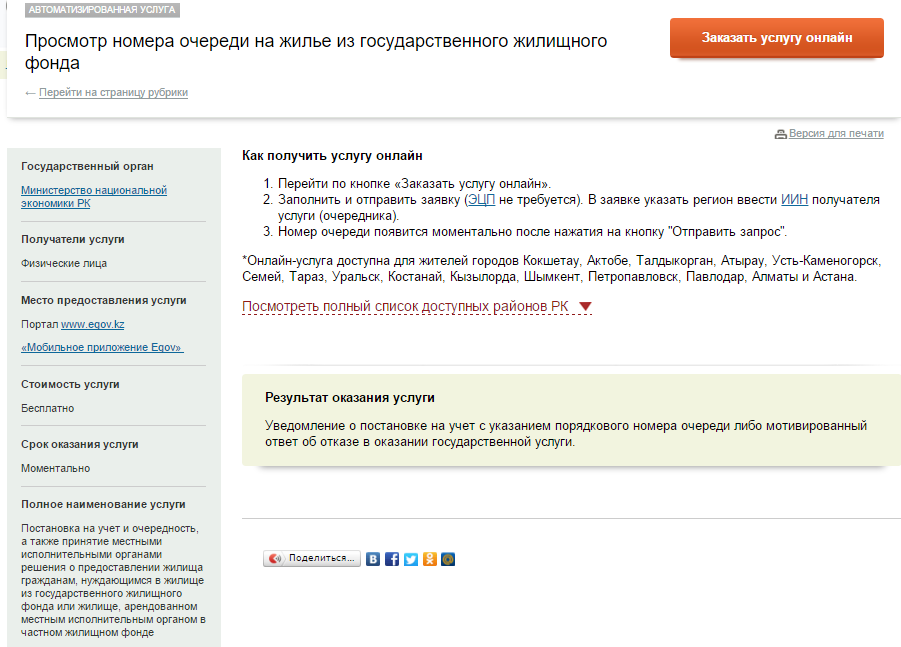 АВТОМАТИЗИРОВАННАЯ УСЛУГА
Просмотр номера очереди на жилье из государственного жилищного
фонда
Заказать услугу онлайн
← Перейти на страницу рубрики
Версия для печати
Государственный орган
Министерство национальной
экономики РК
Получатели услуги
Физические лица
Место предоставления услуги
Портал www.egov.kz
«Мобильное приложение Egov»
Стоимость услуги
Бесплатно
Срок оказания услуги
Моментально
Полное наименование услуги
Постановка на учет и очередность,
а также принятие местными
исполнительными органами
решения о предоставлении жилища
гражданам, нуждающимся в жилище
из государственного жилищного
фонда или жилище, арендованном
местным исполнительным органом в
частном жилищном фонде
Как получить услугу онлайн
1. Перейти по кнопке «Заказать услугу онлайн».
2. Заполнить и отправить заявку (ЭЦП не требуется). В заявке указать регион ввести ИИН получателя
услуги (очередника).
3. Номер очереди появится моментально после нажатия на кнопку "Отправить запрос".
*Онлайн-услуга доступна для жителей городов Кокшетау, Актобе, Талдыкорган, Атырау, Усть-Каменогорск,
Семей, Тараз, Уральск, Костанай, Кызылорда, Шымкент, Петропавловск, Павлодар, Алматы и Астана.
Посмотреть полный список доступных районов РК
Результат оказания услуги
Уведомление о постановке на учет с указанием порядкового номера очереди либо мотивированный
ответ об отказе в оказании государственной услуги.
Поделиться...